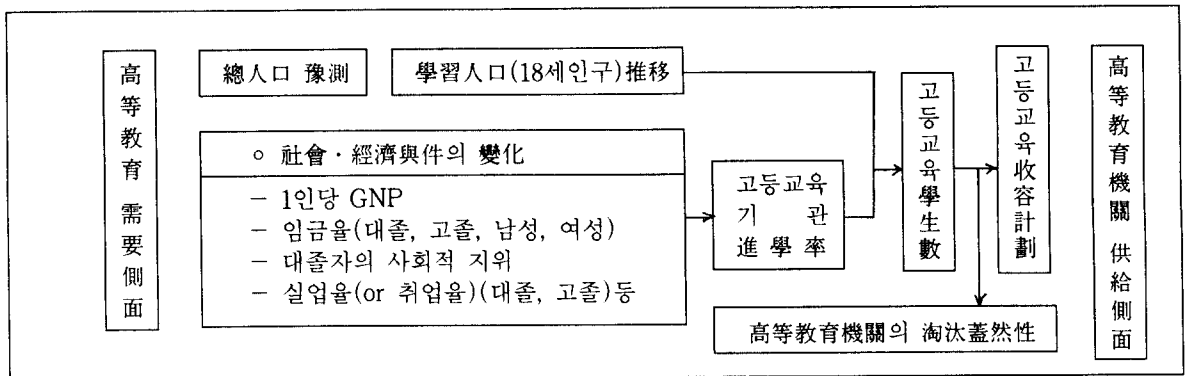 高等教育 需要側面
總人口 豫測
學習人口(18세인구)推移
○ 社會·經濟與件의 變化
- 1인당 GNP
- 임금율(대졸, 고졸, 남성, 여성)
- 대졸자의 사회적 지위
- 실업율(or 취업율)(대졸, 고졸)등
고등교육
기 관
進 學 率
고등교육學生數
고등교육收容計劃
高等教育機關의 淘汰蓋然性
高等教育機關 供給側面